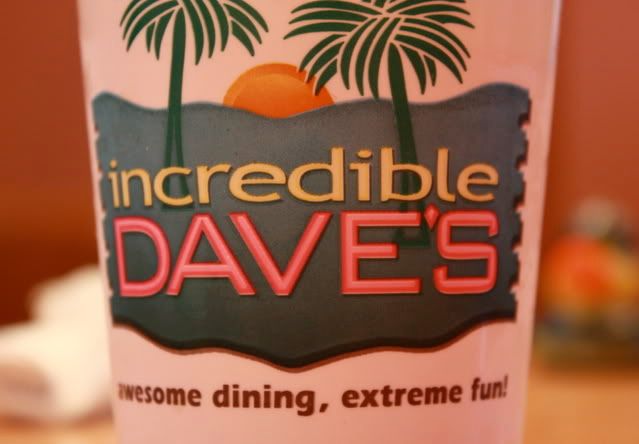 incredible
DAVE'S
awesome dining, extreme fun!